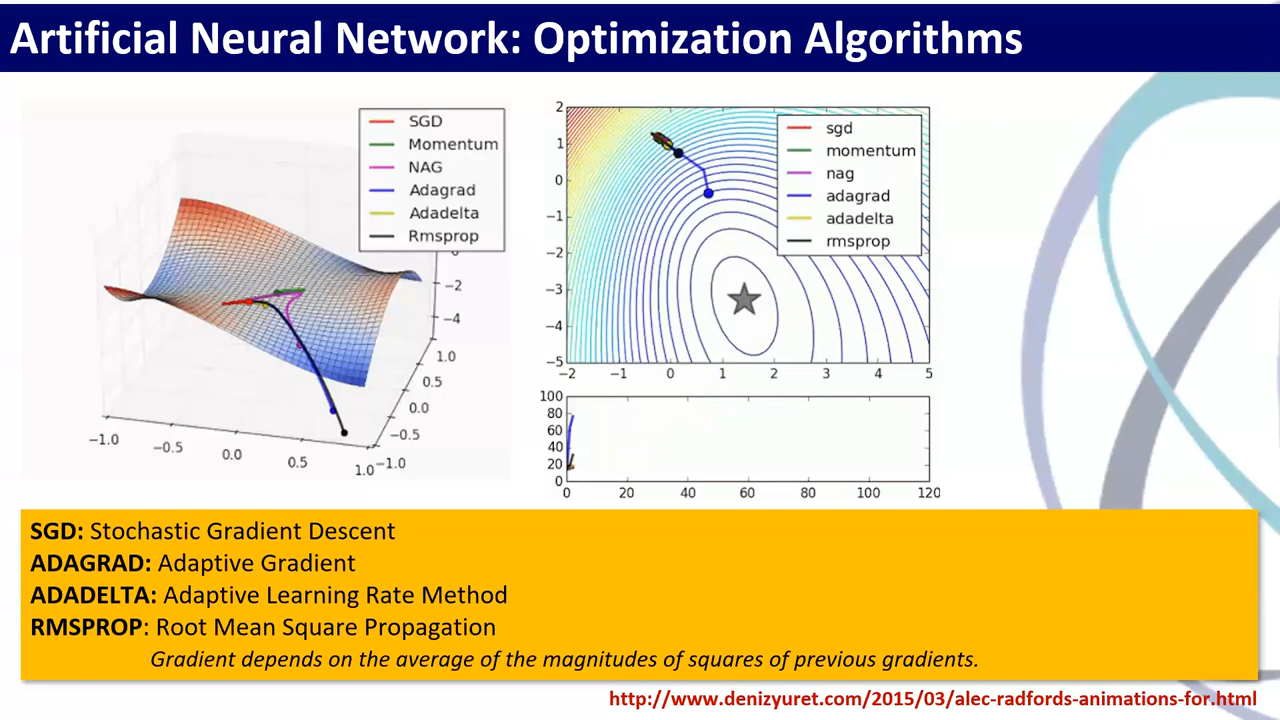 Artificial Neural Network: Optimization Algorithms
SGD
Momentum
NAG
Adagrad
Adadelta
Rmsprop
−2
−4
1.0
0.5
0.0
−0.5
−1.0
−1.0
−0.5
0.0
0.5
1.0
2
1
0
−1
−2
−3
−4
−5
−2
−1
0
1
2
3
4
5
sgd
momentum
nag
adagrad
adadelta
rmsprop
100
80
60
40
20
0
0
20
40
60
80
100
120
SGD: Stochastic Gradient Descent
ADAGRAD: Adaptive Gradient
ADADELTA: Adaptive Learning Rate Method
RMSPROP: Root Mean Square Propagation
Gradient depends on the average of the magnitudes of squares of previous gradients.
http://www.denizyuret.com/2015/03/alec-radfords-animations-for.html